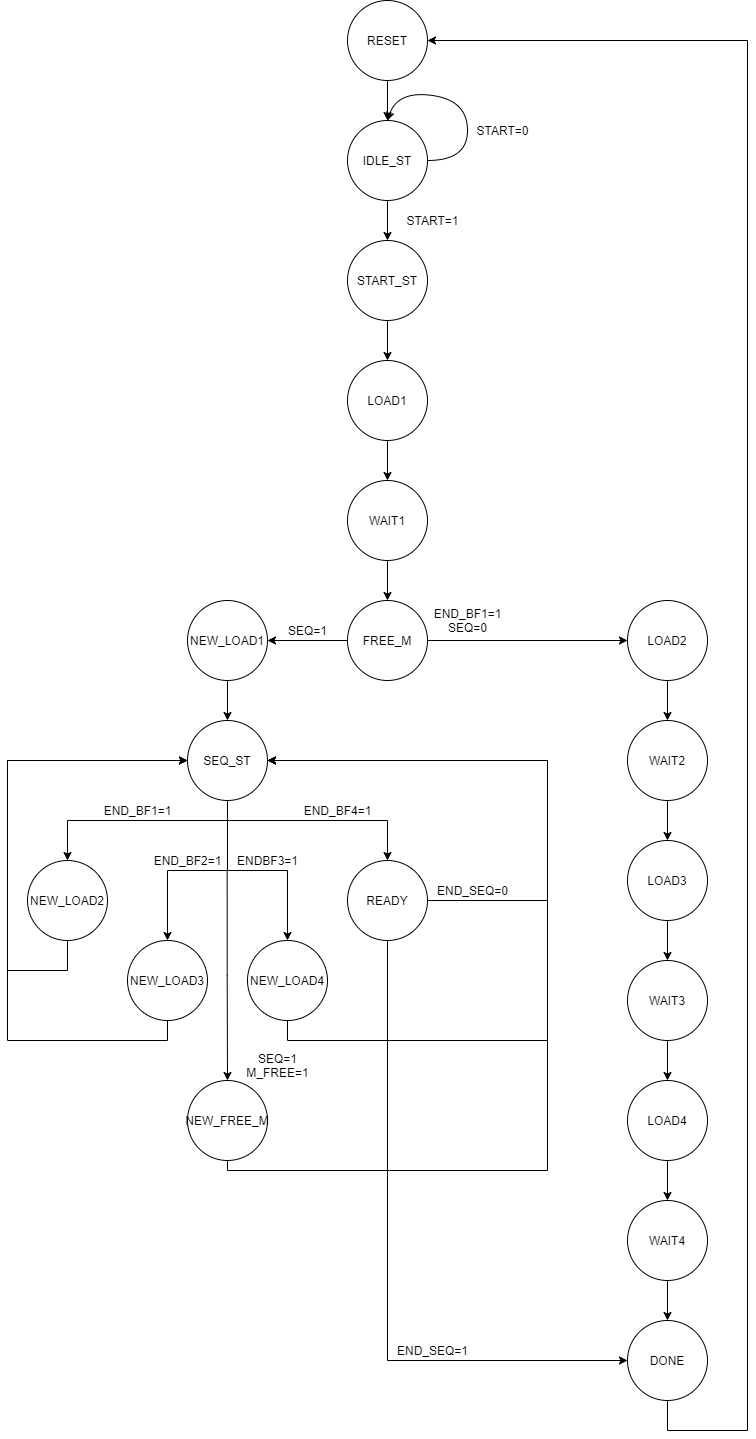 RESET
START=0
IDLE_ST
START=1
START_ST
LOAD1
WAIT1
END_BF1=1
SEQ=1
SEQ=0
NEW_LOAD1
FREE_M
LOAD2
SEQ_ST
WAIT2
END_BF1=1
END_BF4=1
END_BF2=1
ENDBF3=1
LOAD3
END_SEQ=0
NEW_LOAD2
READY
NEW_LOAD3
NEW_LOAD4
WAIT3
SEQ=1
M_FREE=1
NEW_FREE_M
LOAD4
WAIT4
END_SEQ=1
DONE